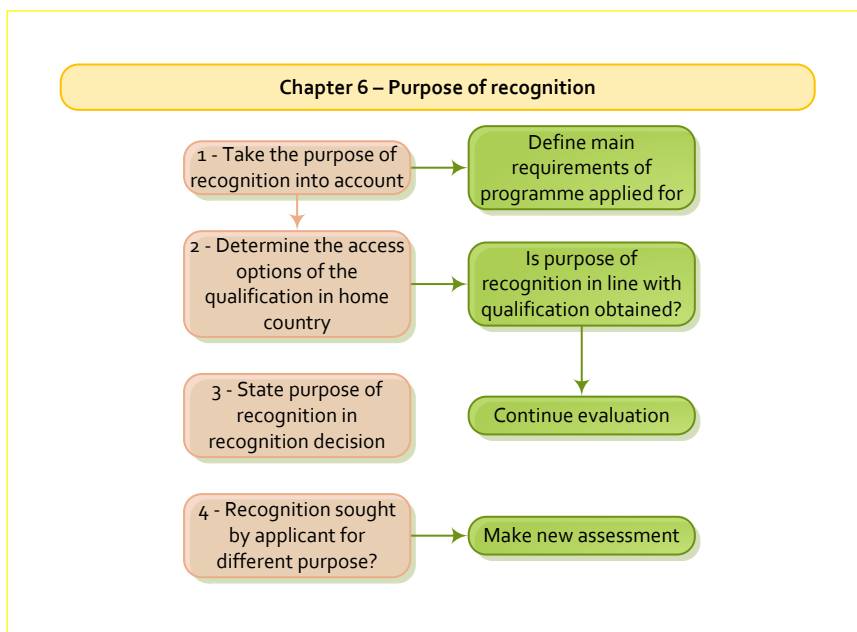 Chapter 6 – Purpose of recognition
1 - Take the purpose of
recognition into account
Define main
requirements of
programme applied for
2 - Determine the access
options of the
qualification in home
country
Is purpose of
recognition in line with
qualification obtained?
3 - State purpose of
recognition in
recognition decision
Continue evaluation
4 - Recognition sought
by applicant for
different purpose?
Make new assessment